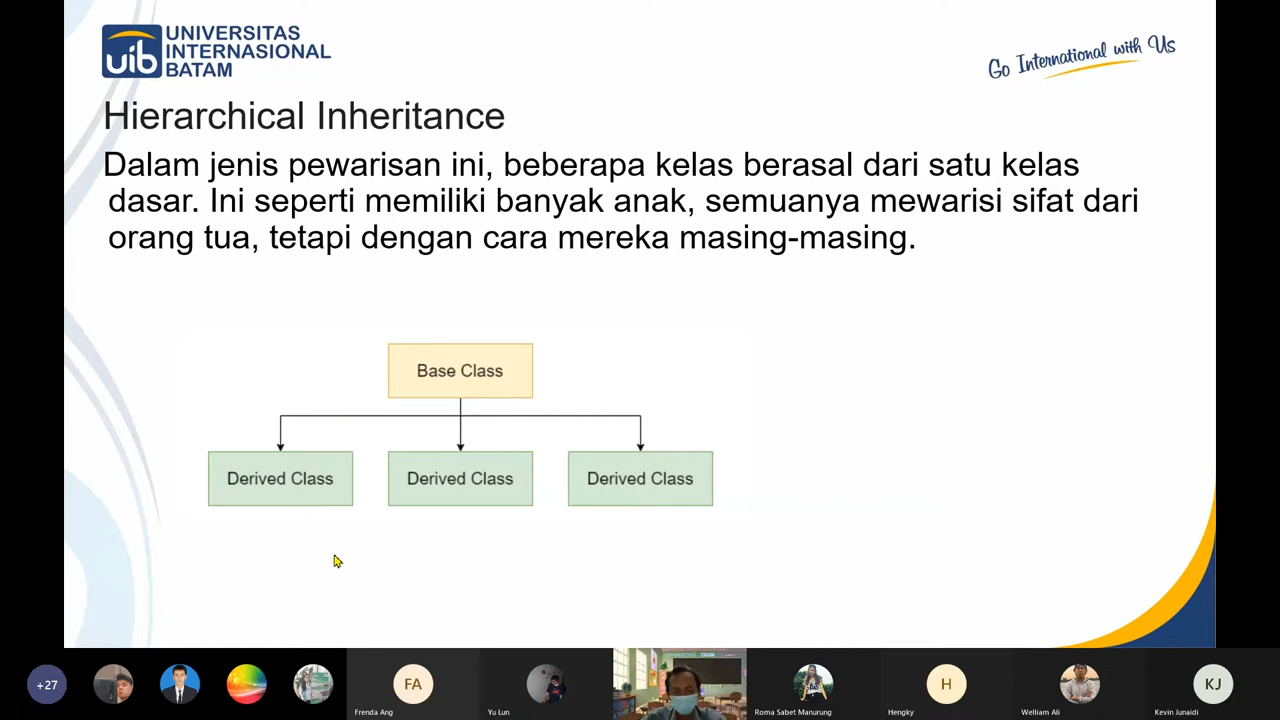 UNIVERSITAS
INTERNASIONAL
BATAM
uib
Go International with Us
Hierarchical Inheritance
Dalam jenis pewarisan ini, beberapa kelas berasal dari satu kelas
dasar. Ini seperti memiliki banyak anak, semuanya mewarisi sifat dari
orang tua, tetapi dengan cara mereka masing-masing.
Base Class
Derived Class
Derived Class
Derived Class
+27
FA
Frenda Ang
Yu Lun
Roma Sabet Manurung
H
Hengky
Welliam Ali
KJ
Kevin Junaidi